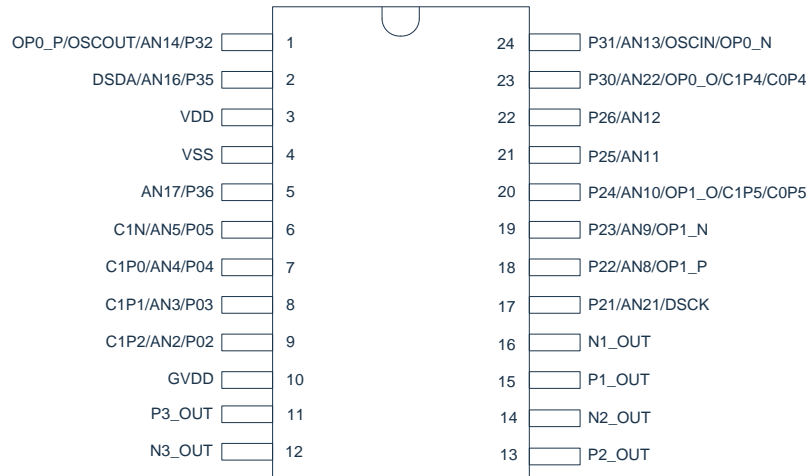 OP0_P/OSCOUT/AN14/P32 1 24 P31/AN13/OSCIN/OP0_N
DSDA/AN16/P35 2 23 P30/AN22/OP0_O/C1P4/C0P4
VDD 3 22 P26/AN12
VSS 4 21 P25/AN11
AN17/P36 5 20 P24/AN10/OP1_O/C1P5/C0P5
C1N/AN5/P05 6 19 P23/AN9/OP1_N
C1P0/AN4/P04 7 18 P22/AN8/OP1_P
C1P1/AN3/P03 8 17 P21/AN21/DSCK
C1P2/AN2/P02 9 16 N1_OUT
GVDD 10 15 P1_OUT
P3_OUT 11 14 N2_OUT
N3_OUT 12 13 P2_OUT